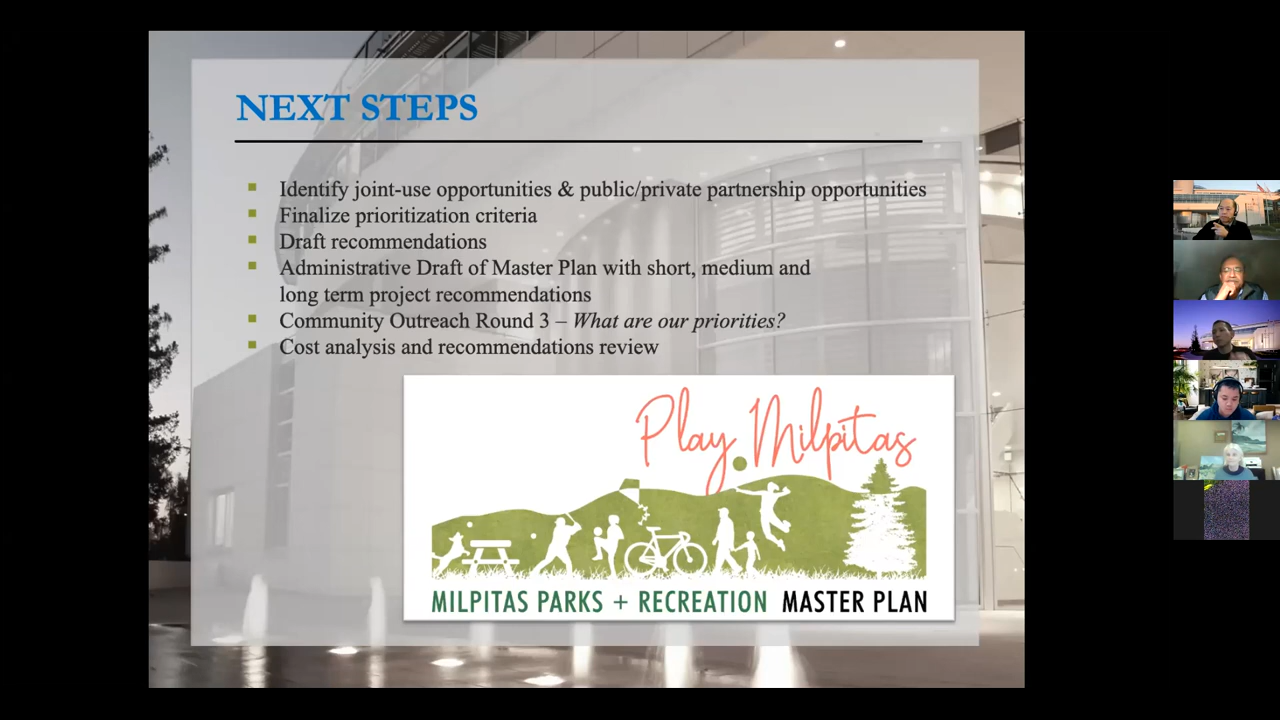 NEXT STEPS
Identify joint-use opportunities & public/private partnership opportunities
Finalize prioritization criteria
Draft recommendations
Administrative Draft of Master Plan with short, medium and
long term project recommendations
Community Outreach Round 3 – What are our priorities?
Cost analysis and recommendations review
Play Milpitas
MILPITAS PARKS + RECREATION MASTER PLAN